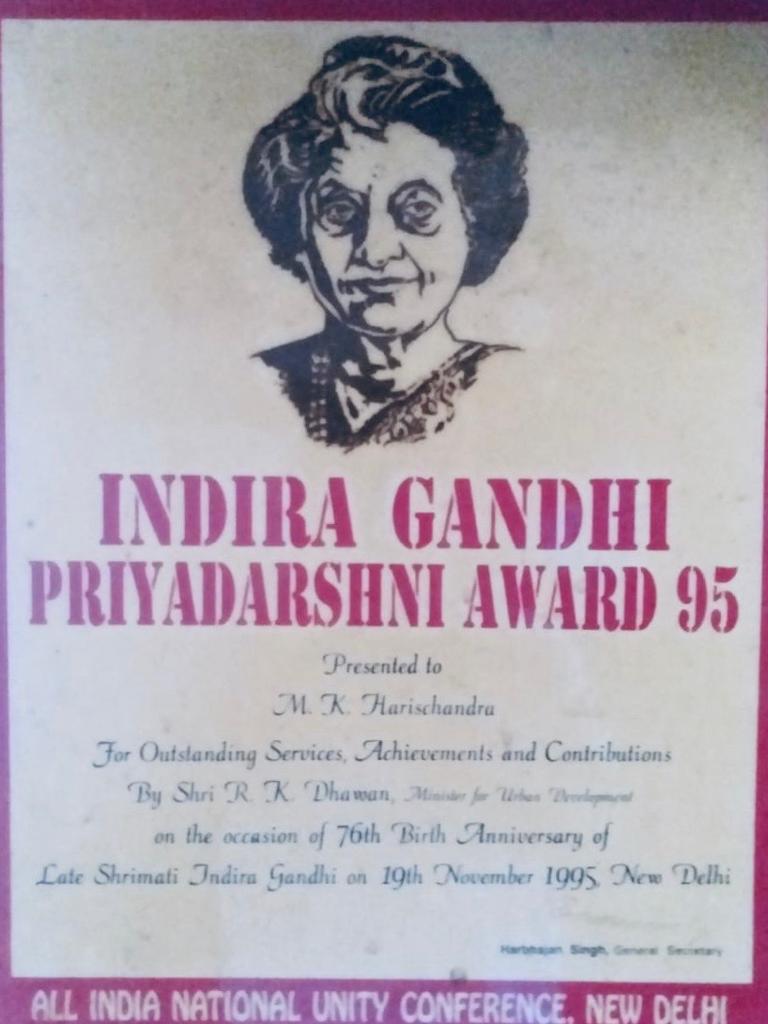 INDIRA GANDHI
PRIYADARSHNI AWARD 95
Presented to
M. K. Harischandra
For Outstanding Services, Achievements and Contributions
By Shri R. K. Dhawan, Minister for Urban Development
on the occasion of 76th Birth Anniversary of
Late Shrimati Indira Gandhi on 19th November 1995, New Delhi
Harbhajan Singh, General Secretary
ALL INDIA NATIONAL UNITY CONFERENCE, NEW DELHI